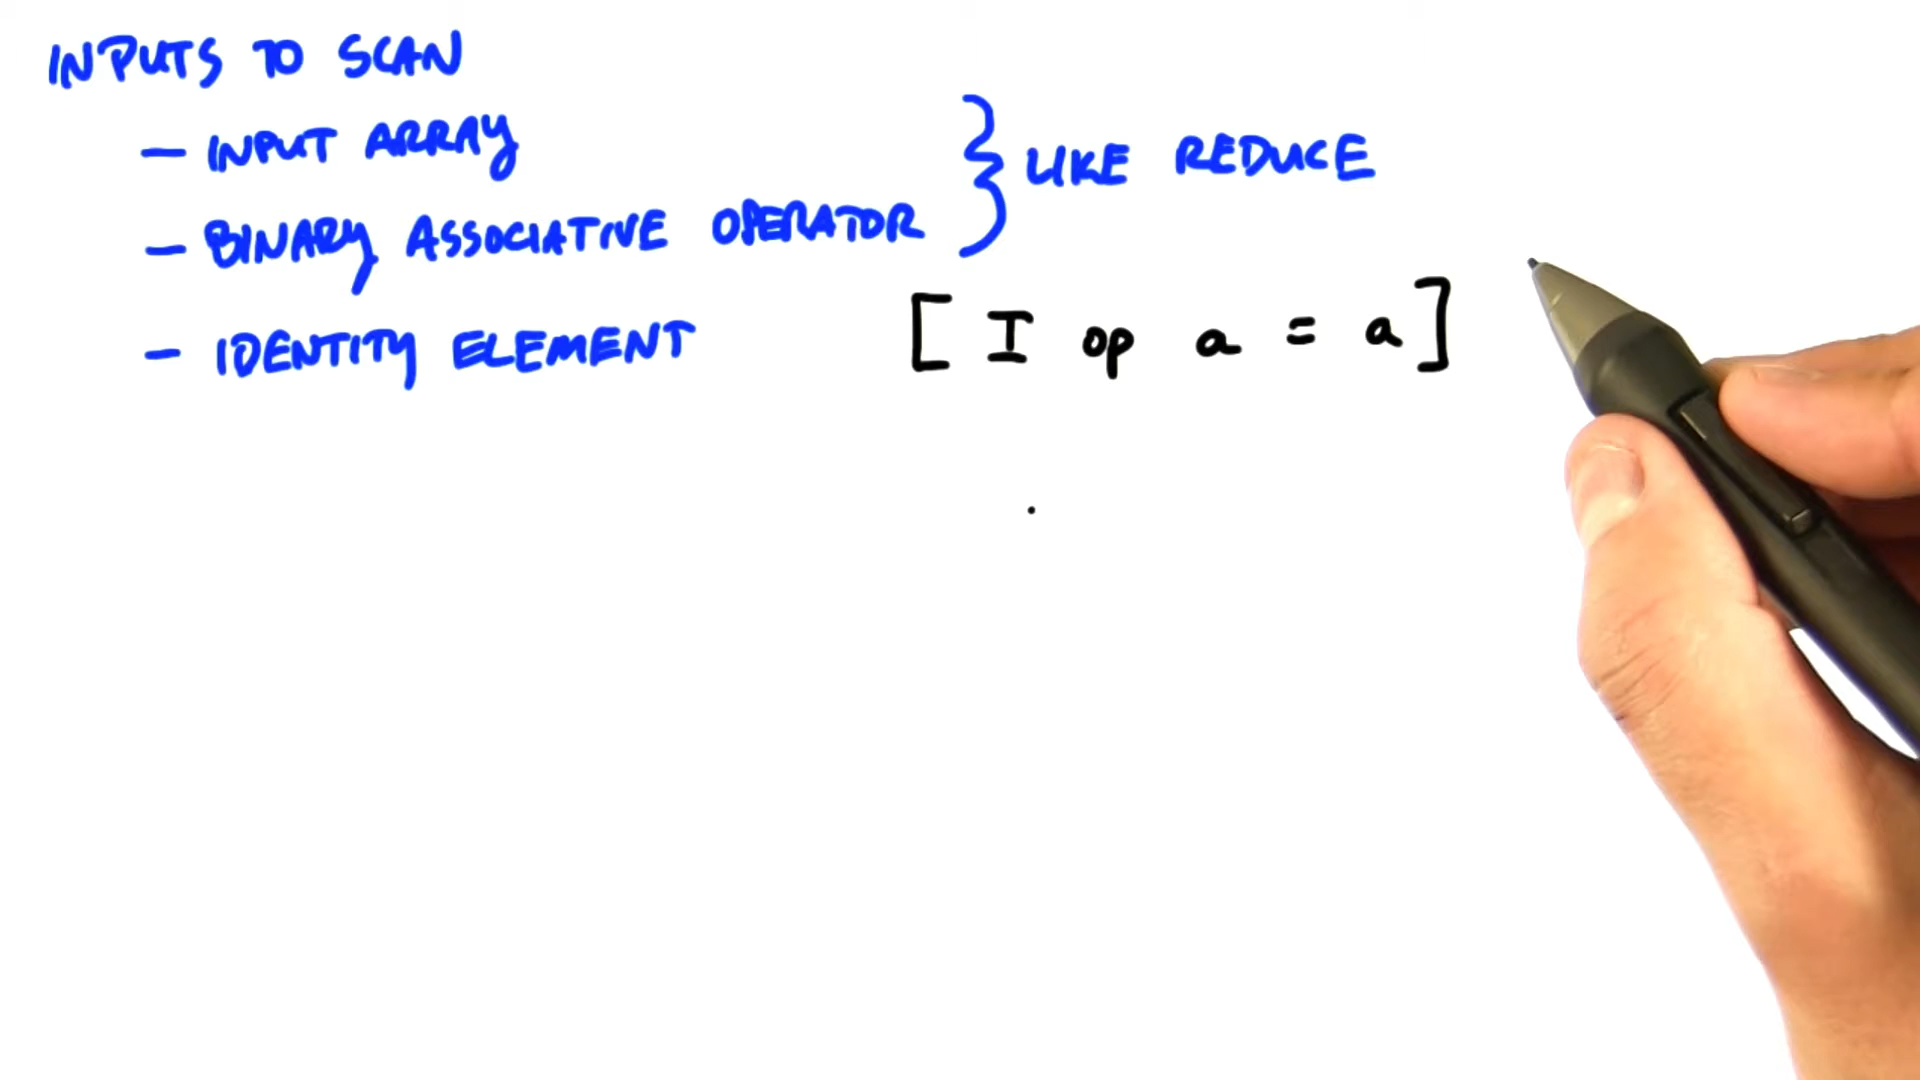 INPUTS TO SCAN
— INPUT ARRAY
— BINARY ASSOCIATIVE OPERATOR
} LIKE REDUCE
— IDENTITY ELEMENT
[ I op a = a ]